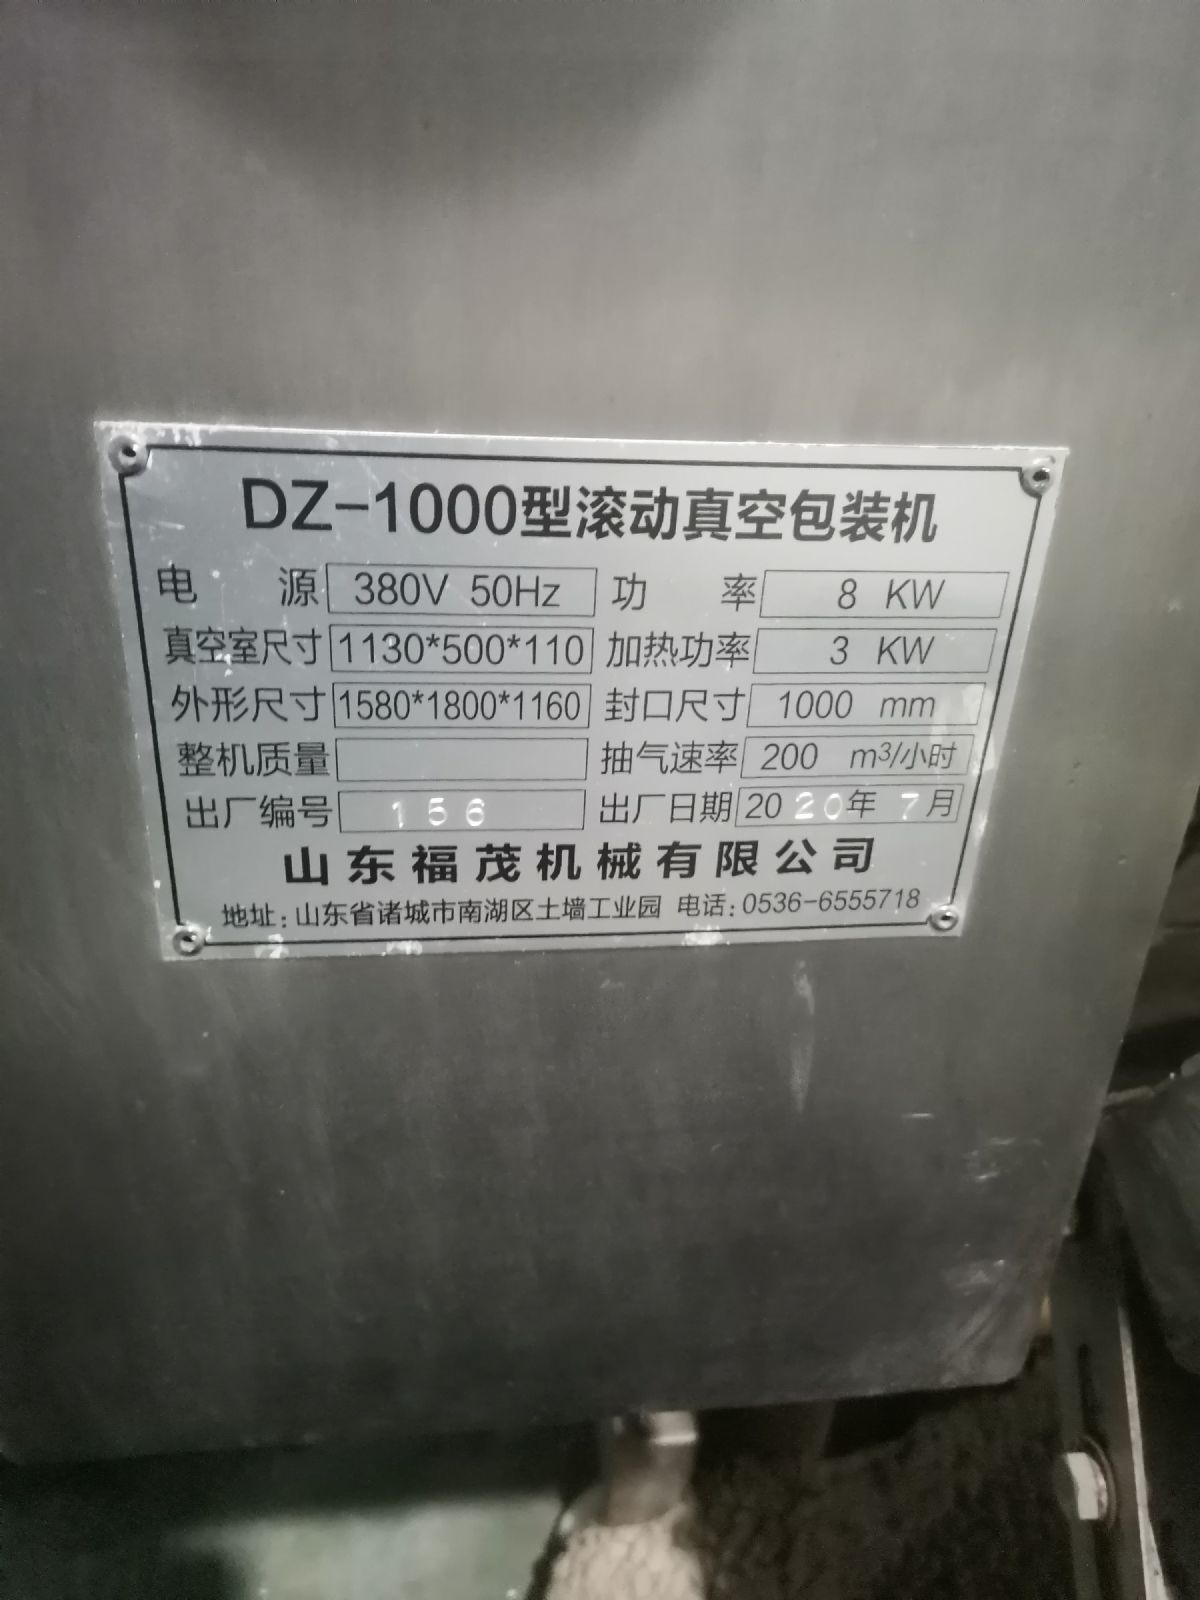 DZ-1000型滚动真空包装机
电 源 380V 50Hz 功 率 8 KW
真空室尺寸 1130*500*110 加热功率 3 KW
外形尺寸 1580*1800*1160 封口尺寸 1000 mm
整机质量 抽气速率 200 m³/小时
出厂编号 156 出厂日期 2020年 7月
山东福茂机械有限公司
地址:山东省诸城市南湖区土墙工业园 电话:0536-6555718